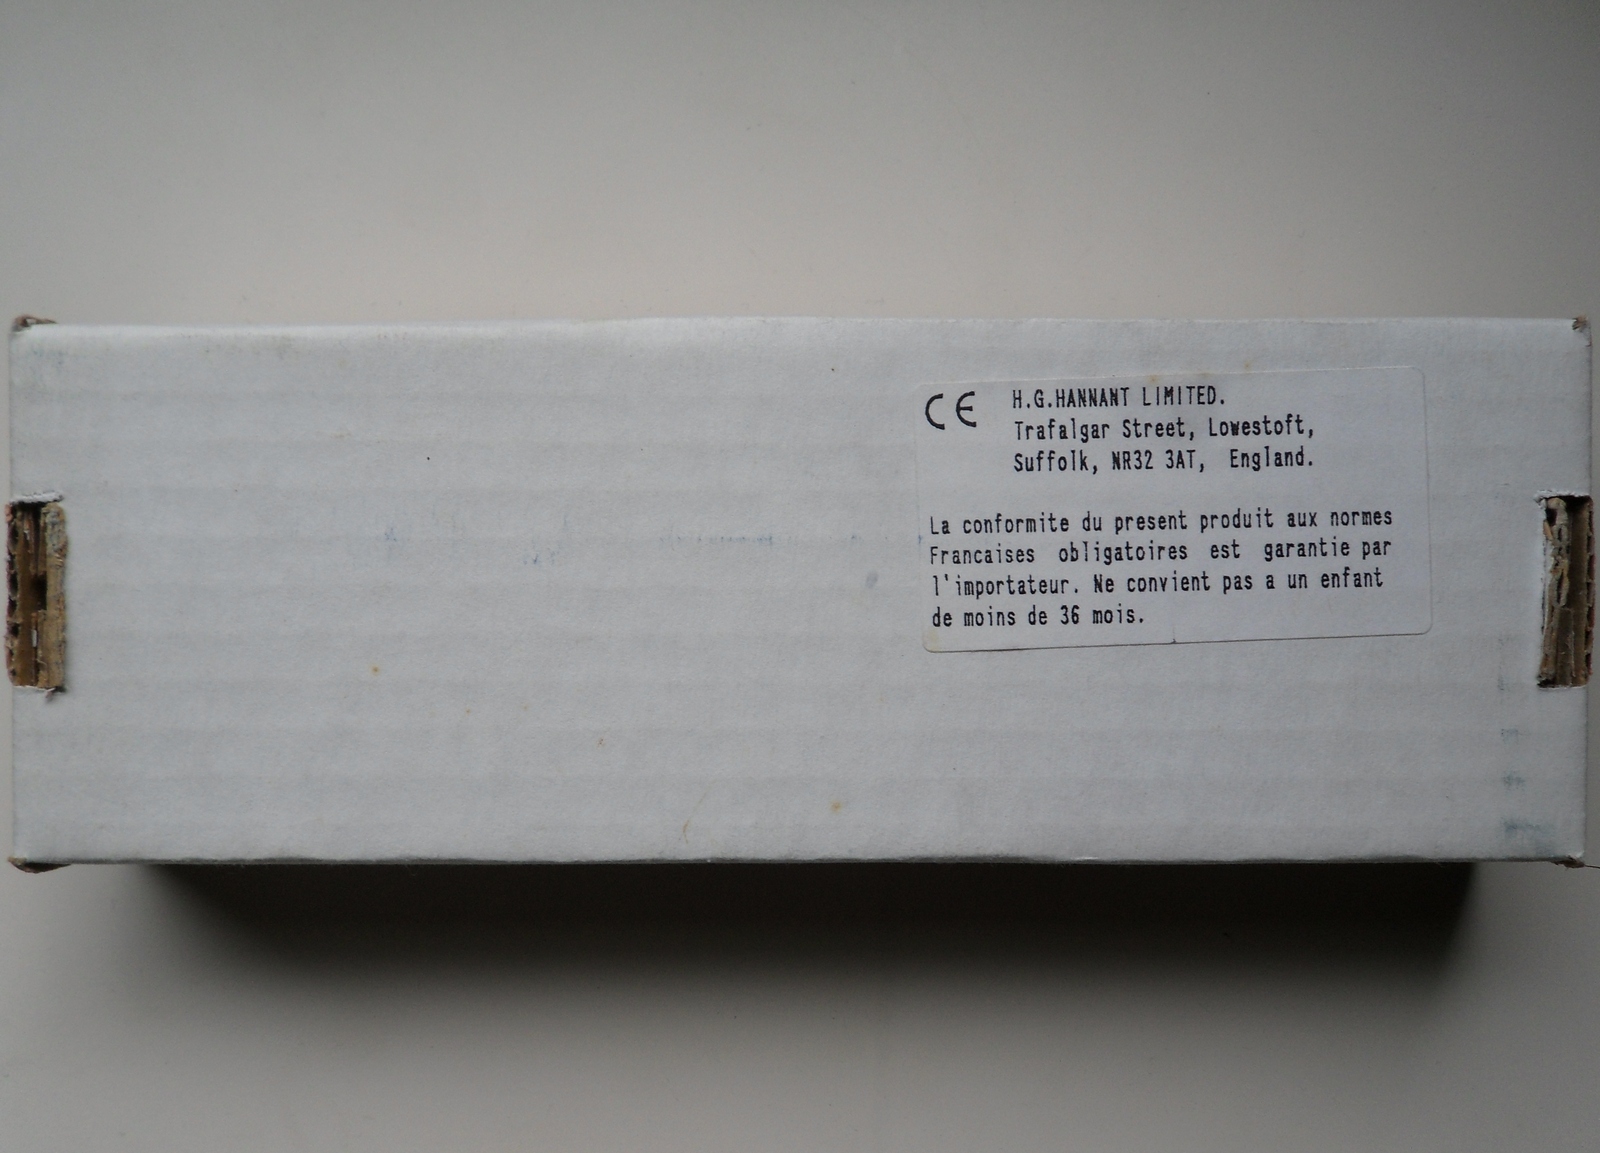 CE H.G.HANNANT LIMITED.
Trafalgar Street, Lowestoft,
Suffolk, NR32 3AT, England.
La conformite du present produit aux normes
Francaises obligatoires est garantie par
l'importateur. Ne convient pas a un enfant
de moins de 36 mois.